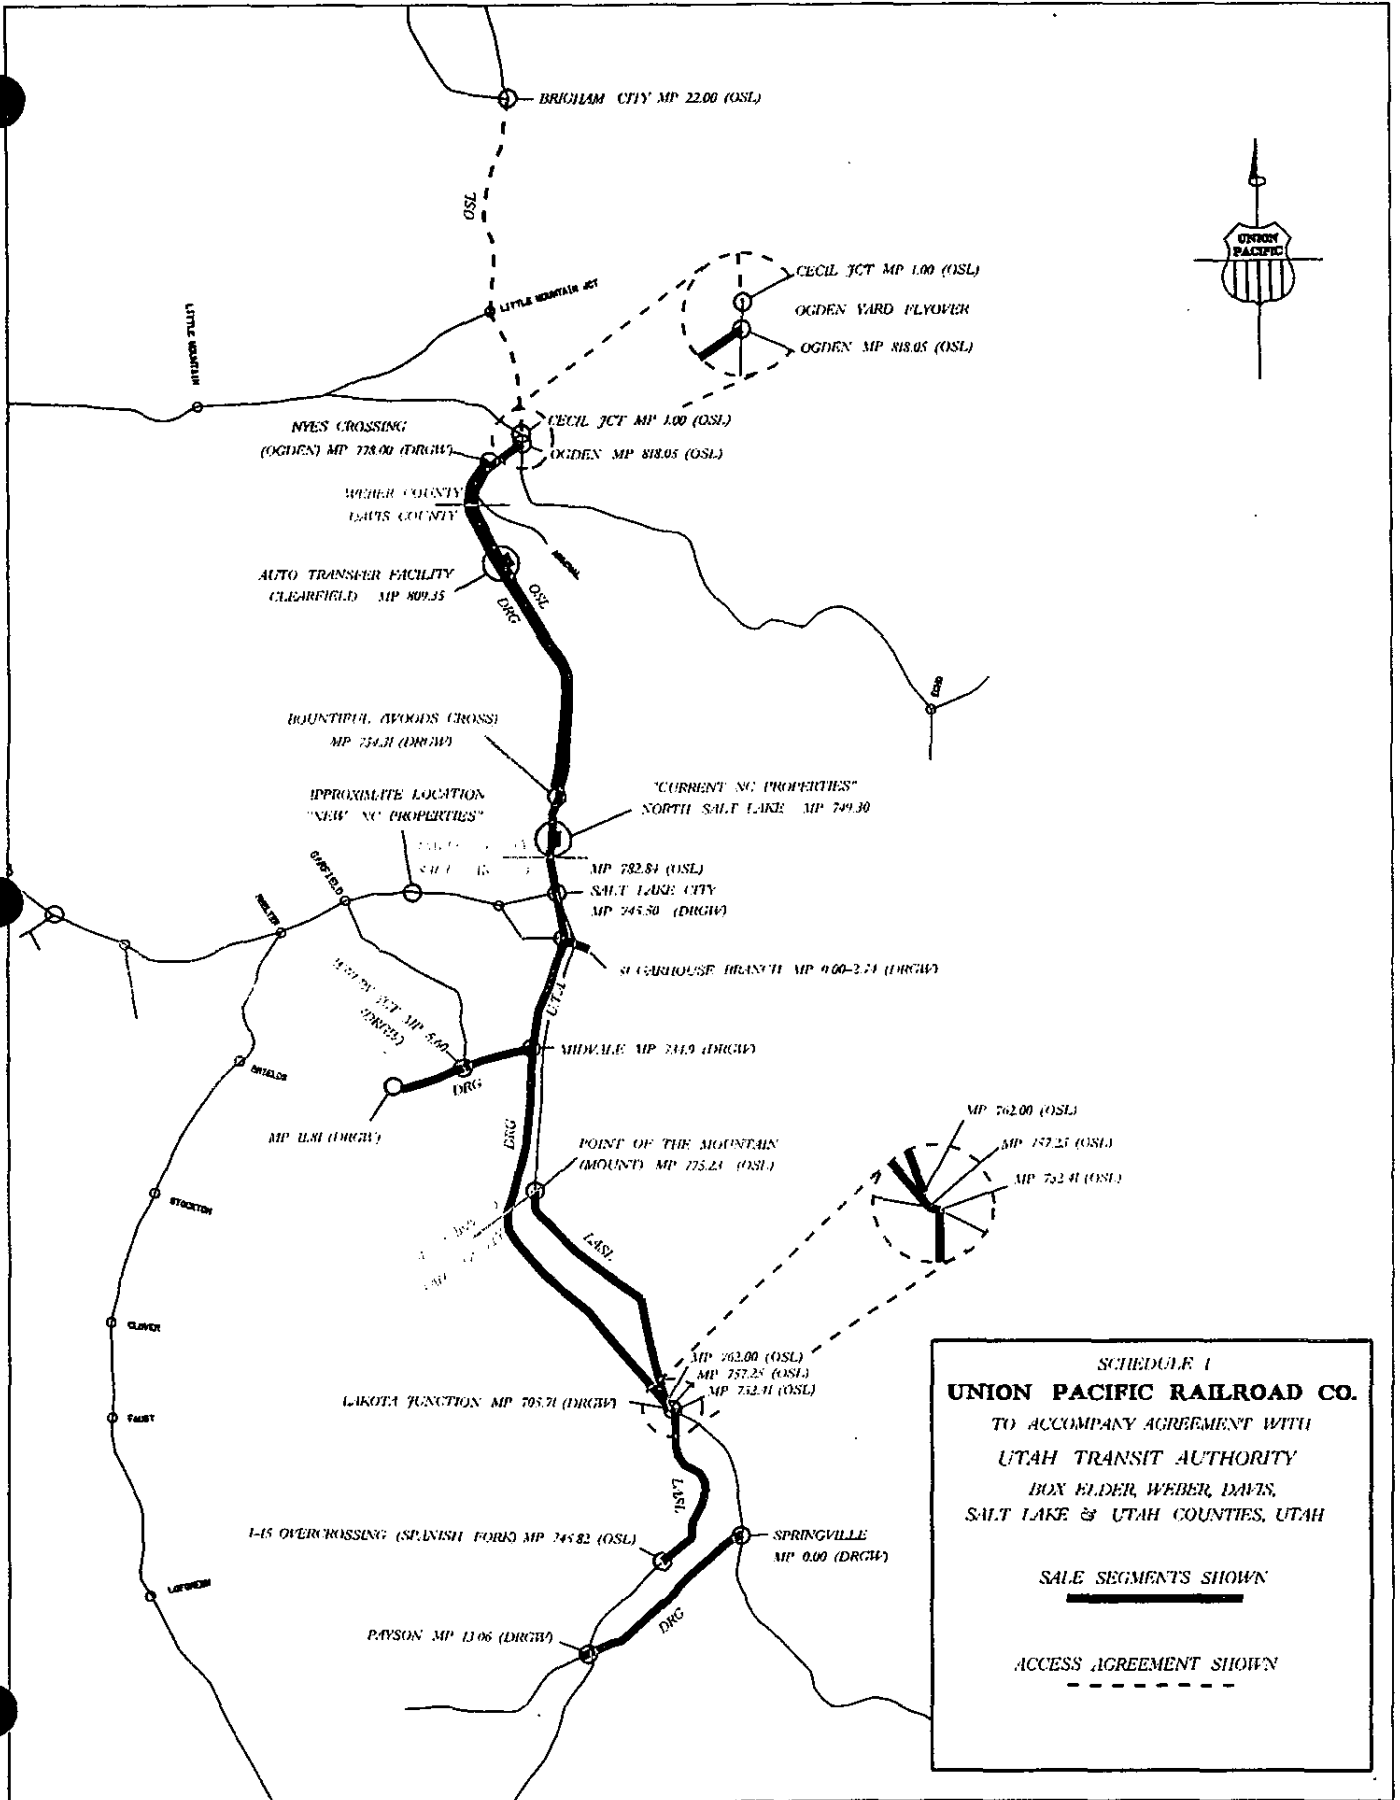 BRIGHAM CITY MP 22.00 (OSL)
OSL
UNION
PACIFIC
CECIL JCT MP 1.00 (OSL)
OGDEN YARD FLYOVER
OGDEN MP 818.05 (OSL)
LITTLE MOUNTAIN JCT
LITTLE MOUNTAIN
NYES CROSSING
(OGDEN) MP 778.00 (DRGW)
CECIL JCT MP 1.00 (OSL)
OGDEN MP 818.05 (OSL)
WEBER COUNTY
DAVIS COUNTY
AUTO TRANSFER FACILITY
CLEARFIELD MP 809.35
OSL
DRG
ECHO
BOUNTIFUL (WOODS CROSS)
MP 754.31 (DRGW)
APPROXIMATE LOCATION
"NEW NC PROPERTIES"
"CURRENT NC PROPERTIES"
NORTH SALT LAKE MP 749.30
MP 782.84 (OSL)
SALT LAKE CITY
MP 745.50 (DRGW)
GARFIELD
SMELTER
SUGARHOUSE BRANCH MP 0.00-2.74 (DRGW)
U.T.A
JCT MP 6.60
(DRGW)
MIDVALE MP 734.9 (DRGW)
DRG
SHIELDS
MP 11.81 (DRGW)
DRG
POINT OF THE MOUNTAIN
(MOUNT) MP 775.23 (OSL)
MP 762.00 (OSL)
MP 757.25 (OSL)
MP 752.41 (OSL)
STOCKTON
LASL
CLOVER
MP 762.00 (OSL)
MP 757.25 (OSL)
MP 752.41 (OSL)
LAKOTA JUNCTION MP 705.71 (DRGW)
FAUST
LASL
I-15 OVERCROSSING (SPANISH FORK) MP 745.82 (OSL)
SPRINGVILLE
MP 0.00 (DRGW)
LOFGREEN
DRG
PAYSON MP 13.06 (DRGW)
SCHEDULE 1
UNION PACIFIC RAILROAD CO.
TO ACCOMPANY AGREEMENT WITH
UTAH TRANSIT AUTHORITY
BOX ELDER, WEBER, DAVIS,
SALT LAKE & UTAH COUNTIES, UTAH
SALE SEGMENTS SHOWN
ACCESS AGREEMENT SHOWN